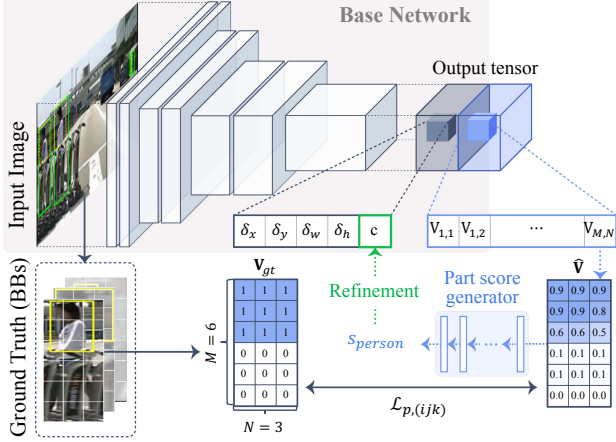 Base Network
Output tensor
Input Image
δx δy δw δh c
V1,1 V1,2 ⋯ VM,N
Ground Truth (BBs)
Vgt
1 1 1
1 1 1
1 1 1
0 0 0
0 0 0
0 0 0
M = 6
N = 3
Refinement
Part score
generator
sperson
⋯
V̂
0.9 0.9 0.9
0.9 0.9 0.8
0.6 0.6 0.5
0.1 0.1 0.1
0.1 0.1 0.0
0.0 0.0 0.0
ℒp,(ijk)